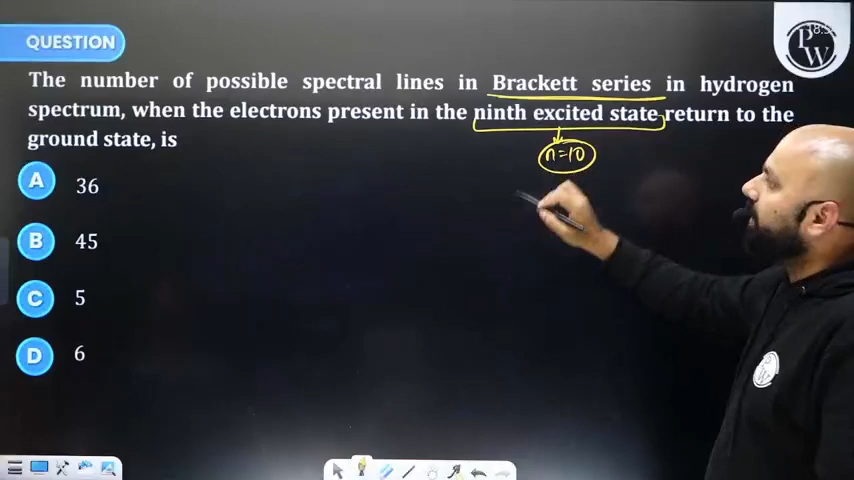 QUESTION
The number of possible spectral lines in Brackett series in hydrogen
spectrum, when the electrons present in the ninth excited state return to the
ground state, is
n=10
A 36
B 45
C 5
D 6
PW